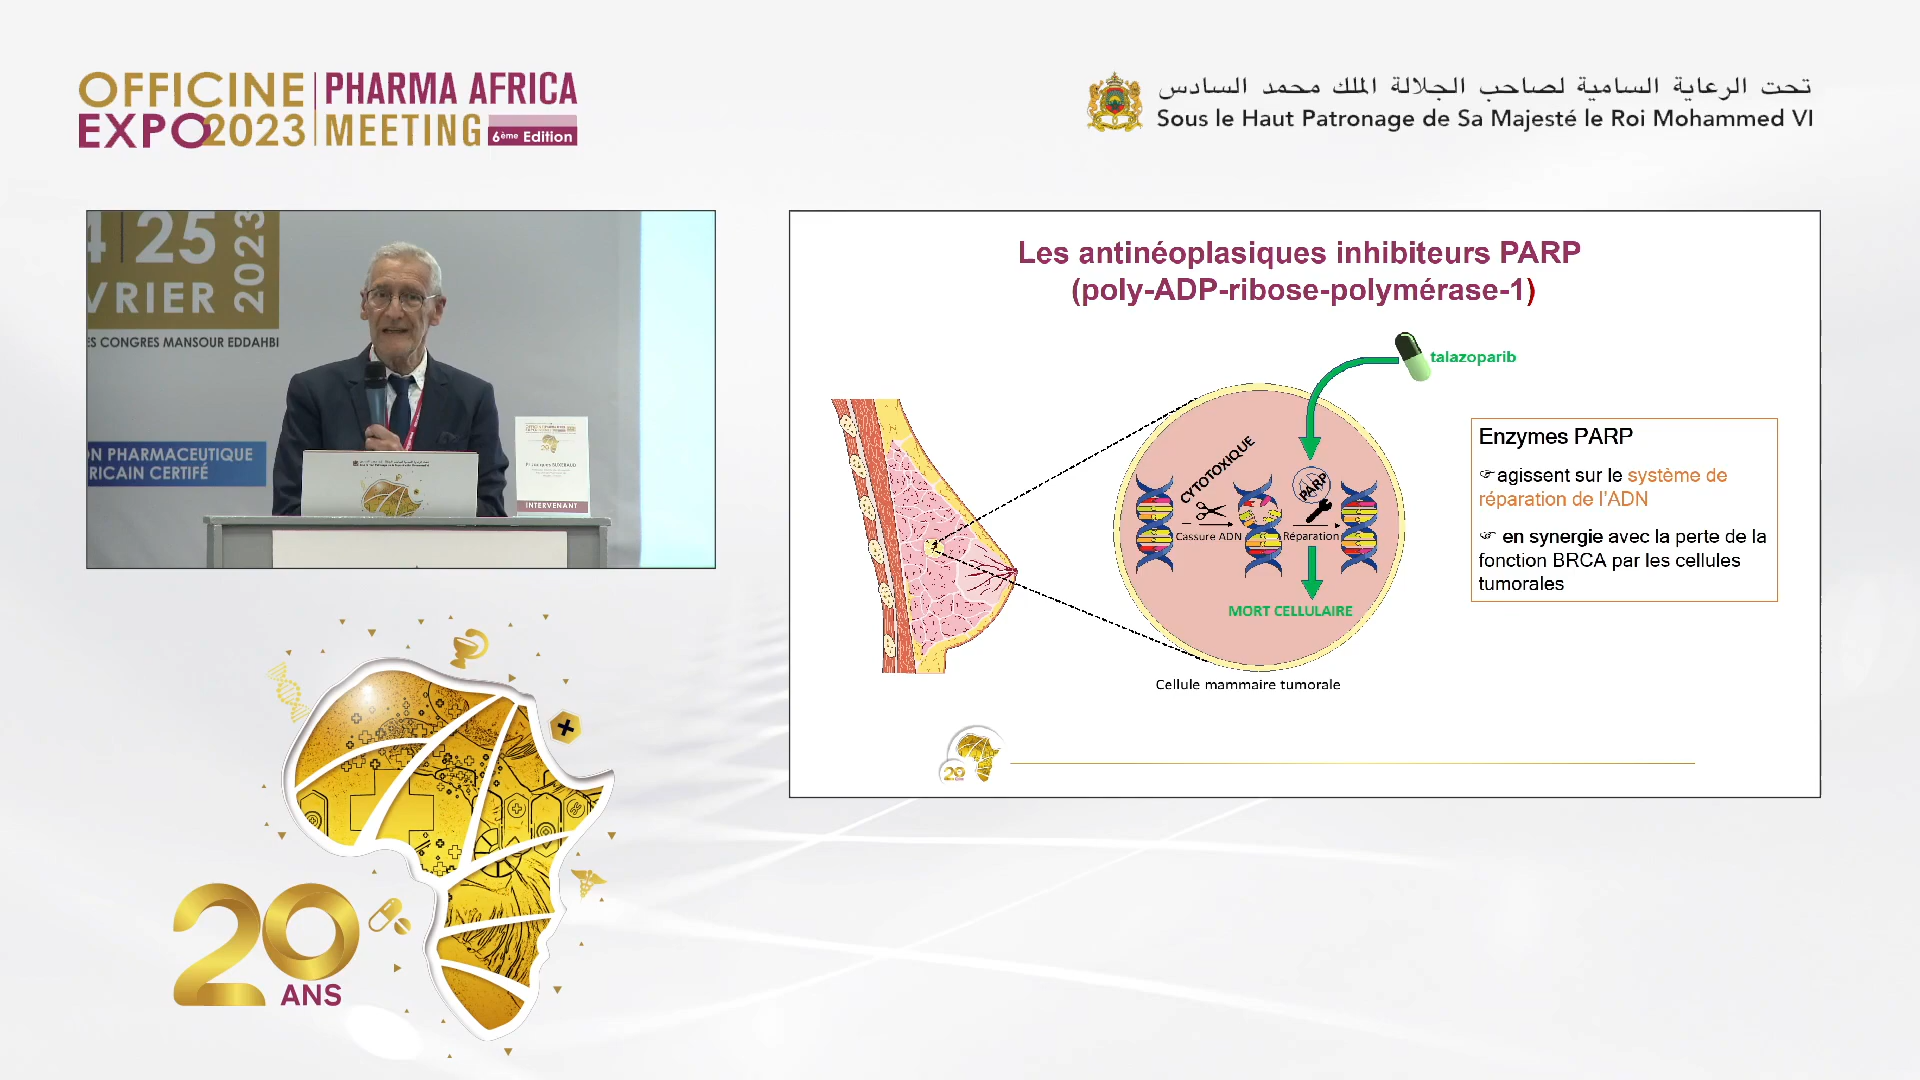 OFFICINE
EXPO2023
PHARMA AFRICA
MEETING
6ème Edition
تحت الرعاية السامية لصاحب الجلالة الملك محمد السادس
Sous le Haut Patronage de Sa Majesté le Roi Mohammed VI
4 25
VRIER
2023
ES CONGRES MANSOUR EDDAHBI
ON PHARMACEUTIQUE
RICAIN CERTIFÉ
INTERVENANT
Les antinéoplasiques inhibiteurs PARP
(poly-ADP-ribose-polymérase-1)
talazoparib
CYTOTOXIQUE
PARP
Cassure ADN
Réparation
MORT CELLULAIRE
Cellule mammaire tumorale
Enzymes PARP
☞agissent sur le système de
réparation de l'ADN
☞ en synergie avec la perte de la
fonction BRCA par les cellules
tumorales
20
20
ANS